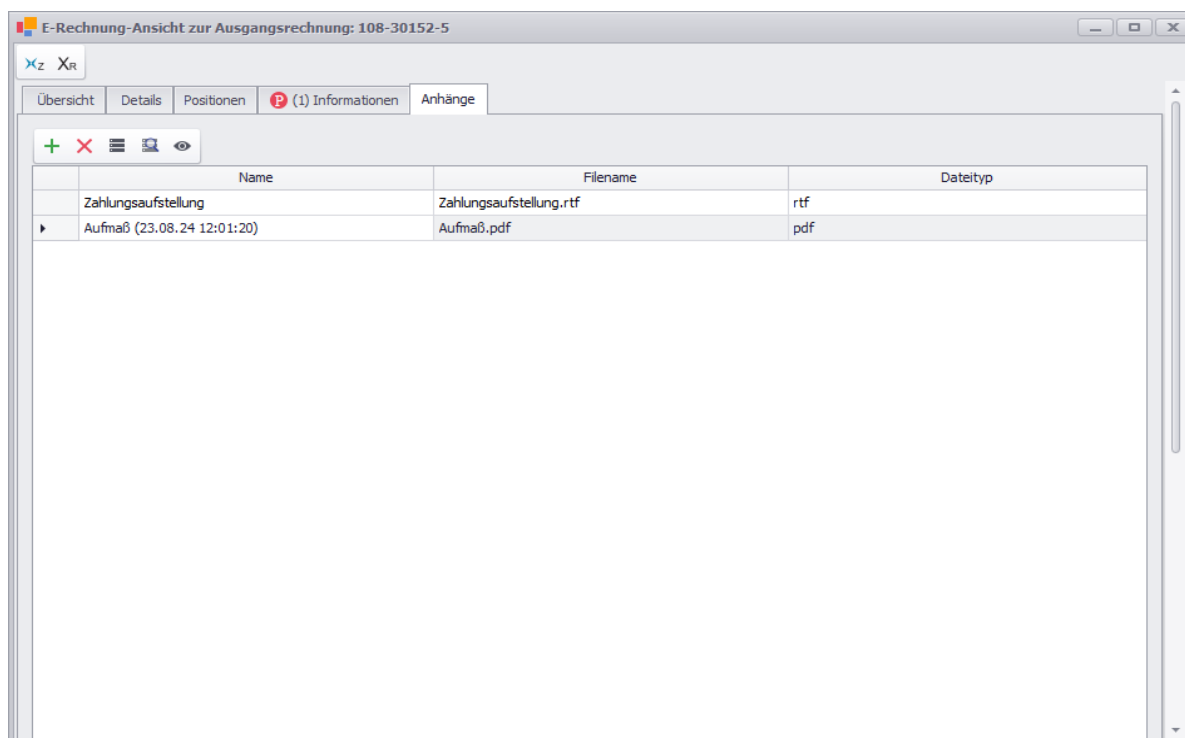 E-Rechnung-Ansicht zur Ausgangsrechnung: 108-30152-5
XZ XR
Übersicht Details Positionen P (1) Informationen Anhänge
Name Filename Dateityp
Zahlungsaufstellung Zahlungsaufstellung.rtf rtf
Aufmaß (23.08.24 12:01:20) Aufmaß.pdf pdf